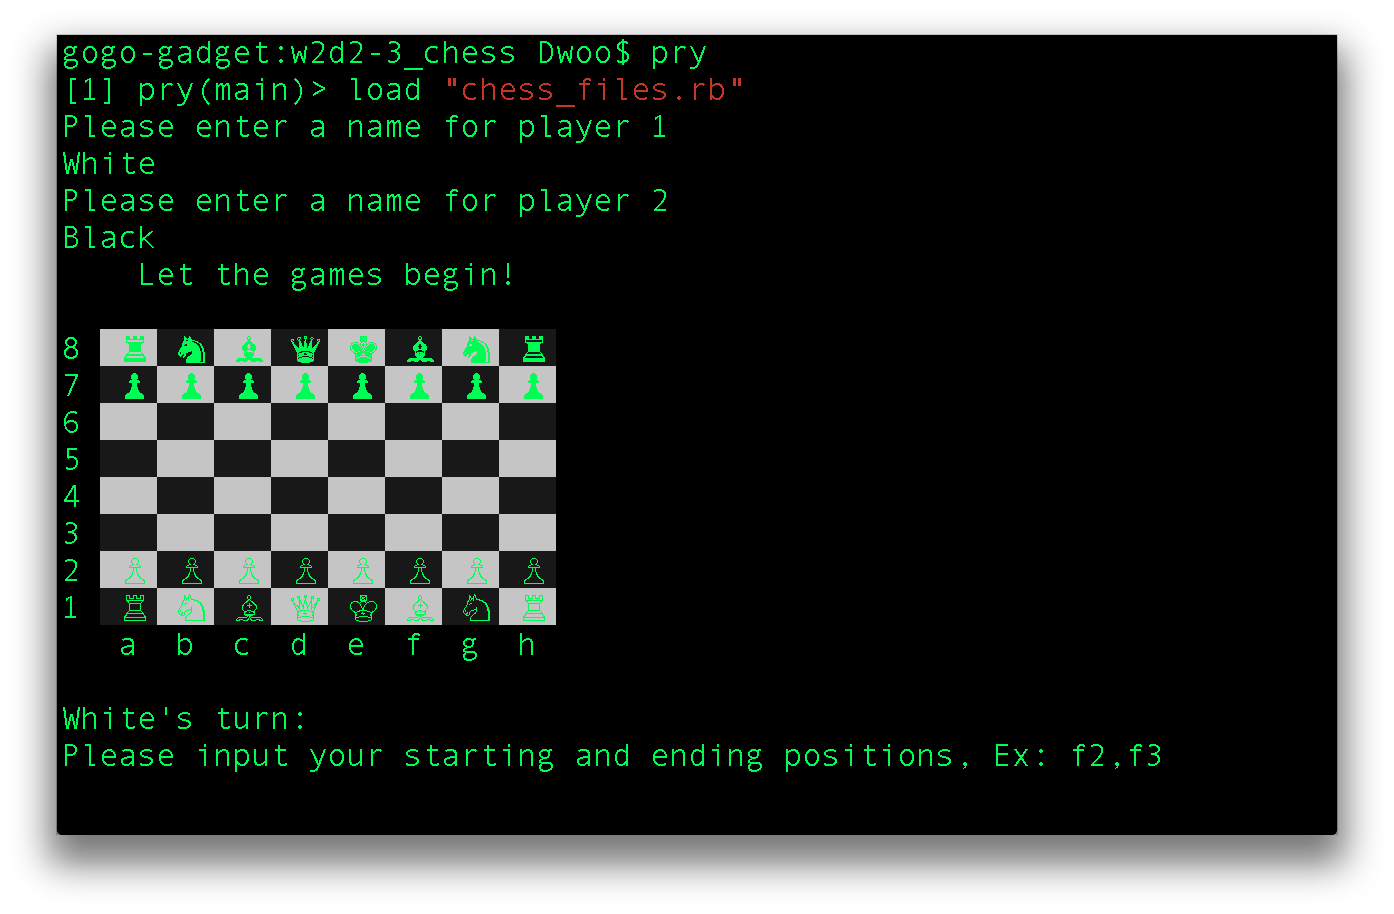 gogo-gadget:w2d2-3_chess Dwoo$ pry
[1] pry(main)> load "chess_files.rb"
Please enter a name for player 1
White
Please enter a name for player 2
Black
Let the games begin!
8 ♜ ♞ ♝ ♛ ♚ ♝ ♞ ♜
7 ♟ ♟ ♟ ♟ ♟ ♟ ♟ ♟
6
5
4
3
2 ♙ ♙ ♙ ♙ ♙ ♙ ♙ ♙
1 ♖ ♘ ♗ ♕ ♔ ♗ ♘ ♖
a b c d e f g h
White's turn:
Please input your starting and ending positions, Ex: f2,f3